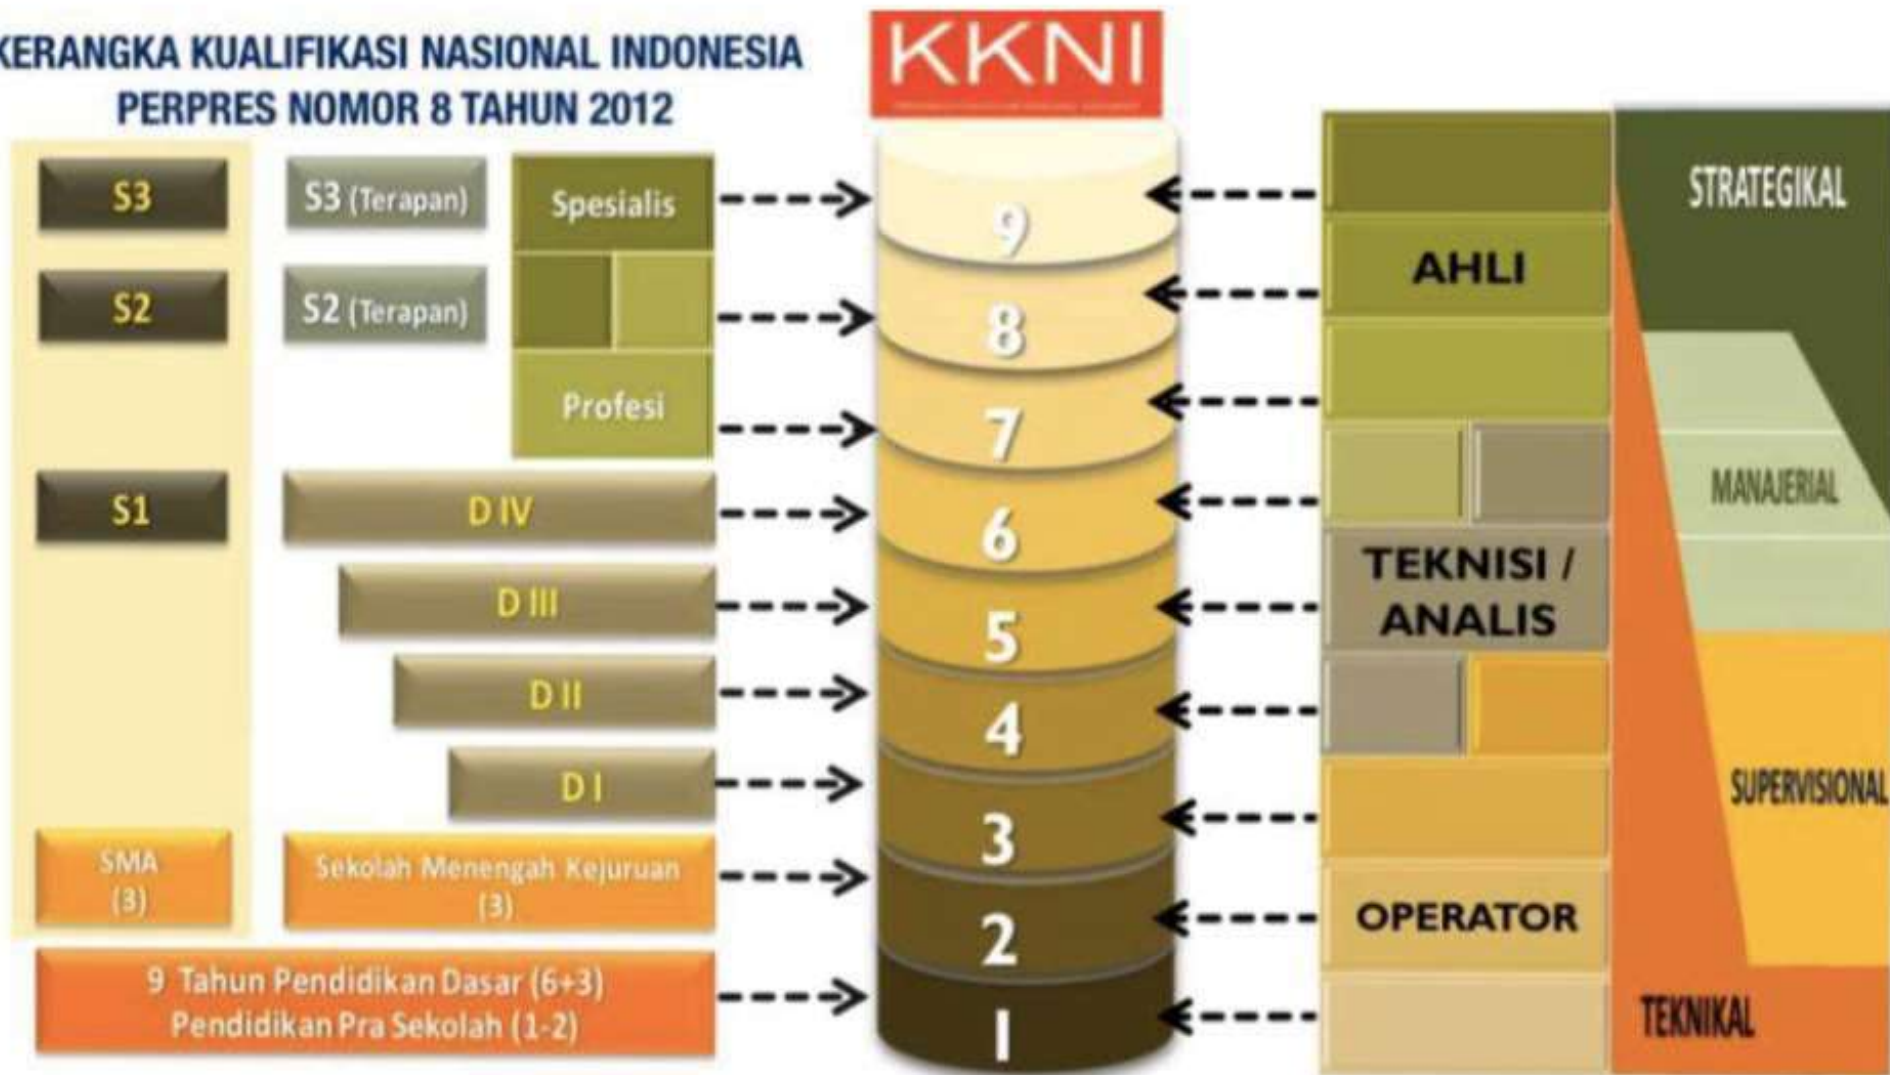 KERANGKA KUALIFIKASI NASIONAL INDONESIA
PERPRES NOMOR 8 TAHUN 2012
KKNI
S3
S3 (Terapan)
Spesialis
9
S2
S2 (Terapan)
8
Profesi
7
S1
D IV
6
D III
5
D II
4
D I
3
SMA
(3)
Sekolah Menengah Kejuruan
(3)
2
9 Tahun Pendidikan Dasar (6+3)
Pendidikan Pra Sekolah (1-2)
1
AHLI
TEKNISI /
ANALIS
OPERATOR
STRATEGIKAL
MANAJERIAL
SUPERVISIONAL
TEKNIKAL